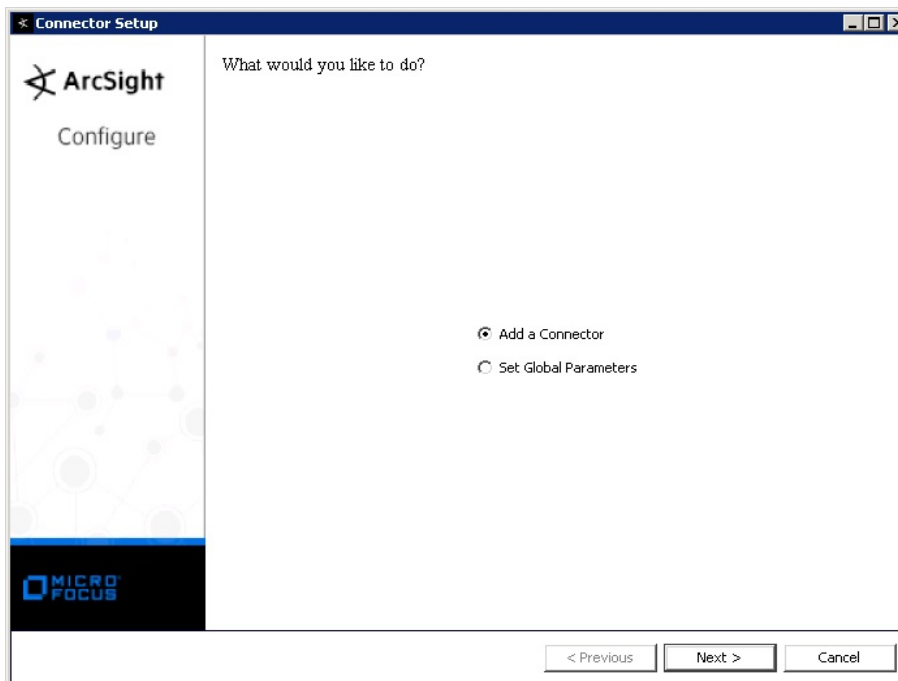 Connector Setup
ArcSight
Configure
What would you like to do?
Add a Connector
Set Global Parameters
MICRO
FOCUS
< Previous
Next >
Cancel